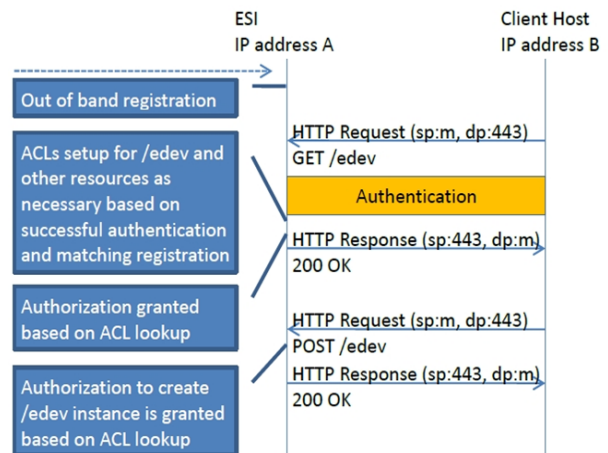 ESI
IP address A
Client Host
IP address B
Out of band registration
HTTP Request (sp:m, dp:443)
GET /edev
ACLs setup for /edev and
other resources as
necessary based on
successful authentication
and matching registration
Authentication
HTTP Response (sp:443, dp:m)
200 OK
Authorization granted
based on ACL lookup
HTTP Request (sp:m, dp:443)
POST /edev
Authorization to create
/edev instance is granted
based on ACL lookup
HTTP Response (sp:443, dp:m)
200 OK